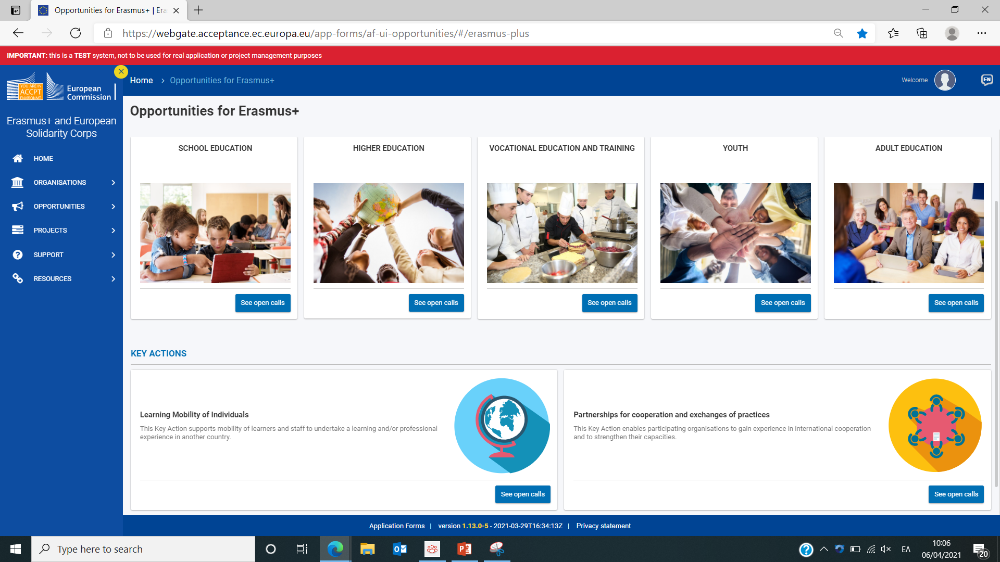 Opportunities for Erasmus+ | Era
https://webgate.acceptance.ec.europa.eu/app-forms/af-ui-opportunities/#/erasmus-plus
IMPORTANT: this is a TEST system, not to be used for real application or project management purposes
YOU ARE IN
ACCPT
ENVIRONMT
European
Commission
Home > Opportunities for Erasmus+
Welcome
EN
Erasmus+ and European
Solidarity Corps
HOME
ORGANISATIONS
OPPORTUNITIES
PROJECTS
SUPPORT
RESOURCES
Opportunities for Erasmus+
SCHOOL EDUCATION
HIGHER EDUCATION
VOCATIONAL EDUCATION AND TRAINING
YOUTH
ADULT EDUCATION
See open calls
See open calls
See open calls
See open calls
See open calls
KEY ACTIONS
Learning Mobility of Individuals
This Key Action supports mobility of learners and staff to undertake a learning and/or professional
experience in another country.
See open calls
Partnerships for cooperation and exchanges of practices
This Key Action enables participating organisations to gain experience in international cooperation
and to strengthen their capacities.
See open calls
Application Forms | version 1.13.0-5 - 2021-03-29T16:34:13Z | Privacy statement
Type here to search
ΕΛ
10:06
06/04/2021
20